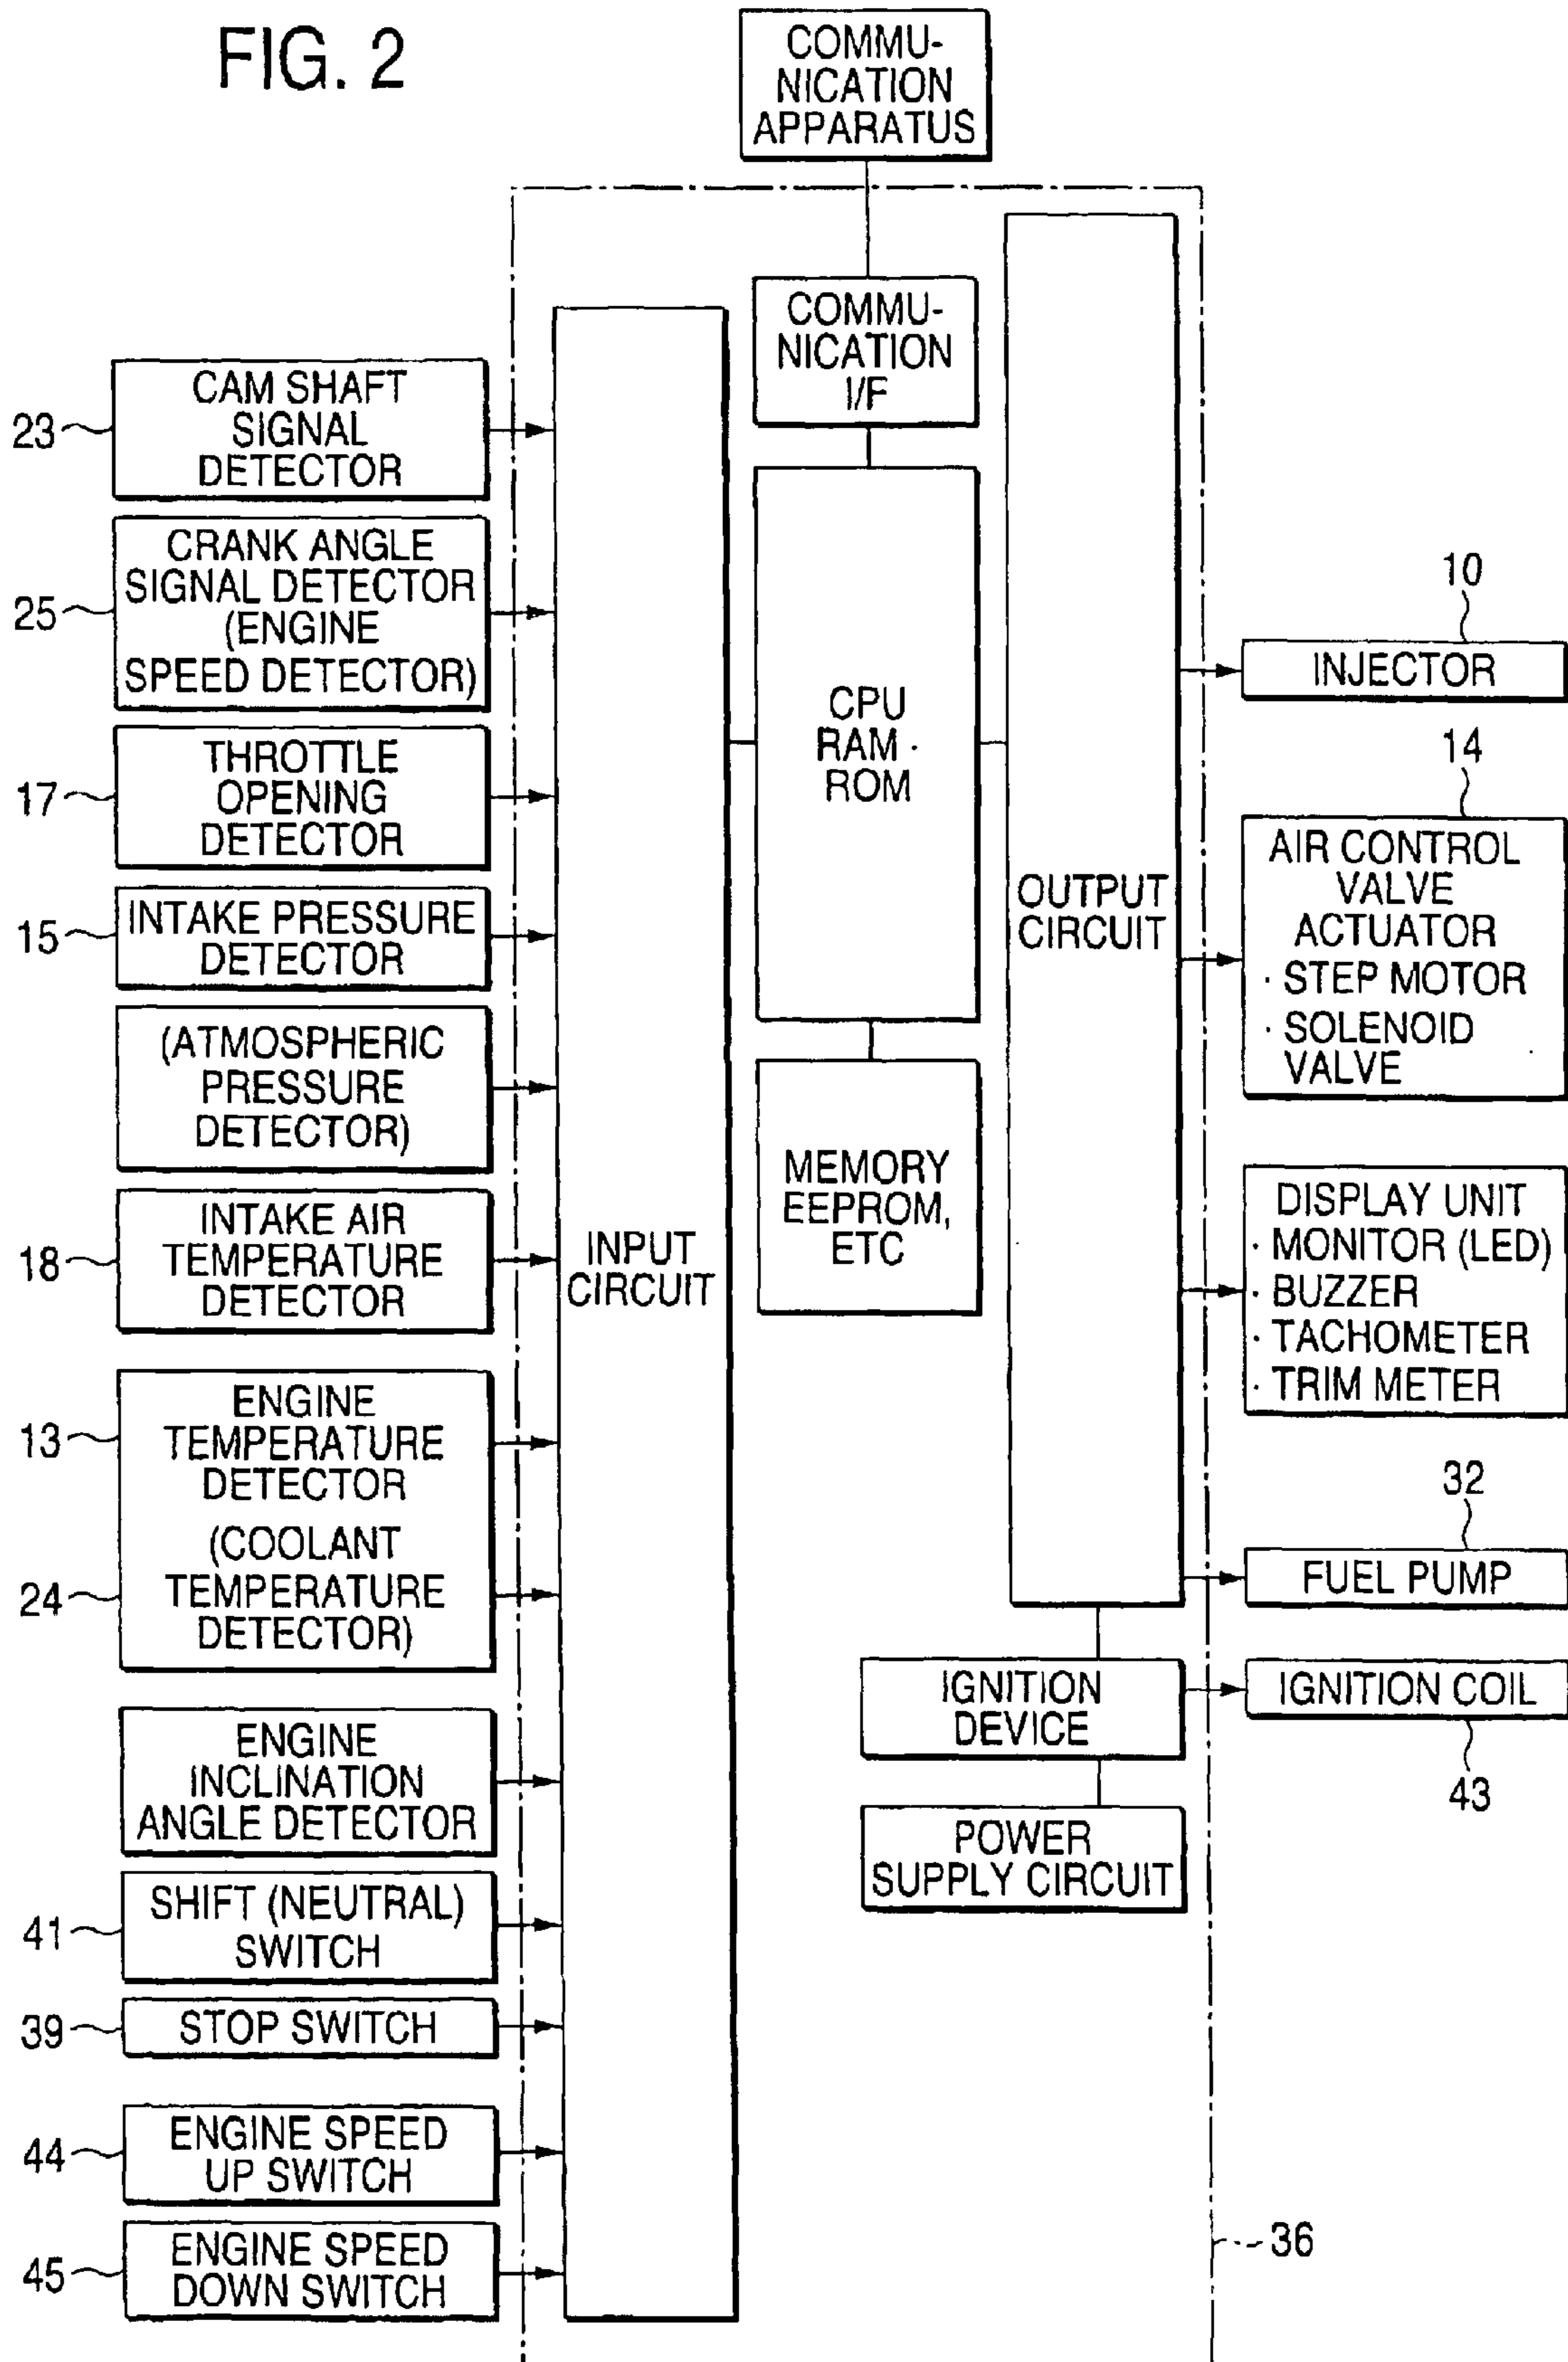 FIG. 2
COMMU-
NICATION
APPARATUS
COMMU-
NICATION
I/F
CPU
RAM ·
ROM
MEMORY
EEPROM,
ETC
INPUT
CIRCUIT
OUTPUT
CIRCUIT
23
CAM SHAFT
SIGNAL
DETECTOR
25
CRANK ANGLE
SIGNAL DETECTOR
(ENGINE
SPEED DETECTOR)
17
THROTTLE
OPENING
DETECTOR
15
INTAKE PRESSURE
DETECTOR
(ATMOSPHERIC
PRESSURE
DETECTOR)
18
INTAKE AIR
TEMPERATURE
DETECTOR
13
ENGINE
TEMPERATURE
DETECTOR
24
(COOLANT
TEMPERATURE
DETECTOR)
ENGINE
INCLINATION
ANGLE DETECTOR
41
SHIFT (NEUTRAL)
SWITCH
39
STOP SWITCH
44
ENGINE SPEED
UP SWITCH
45
ENGINE SPEED
DOWN SWITCH
10
INJECTOR
14
AIR CONTROL
VALVE
ACTUATOR
· STEP MOTOR
· SOLENOID
VALVE
DISPLAY UNIT
· MONITOR (LED)
· BUZZER
· TACHOMETER
· TRIM METER
32
FUEL PUMP
IGNITION
DEVICE
IGNITION COIL
43
POWER
SUPPLY CIRCUIT
36